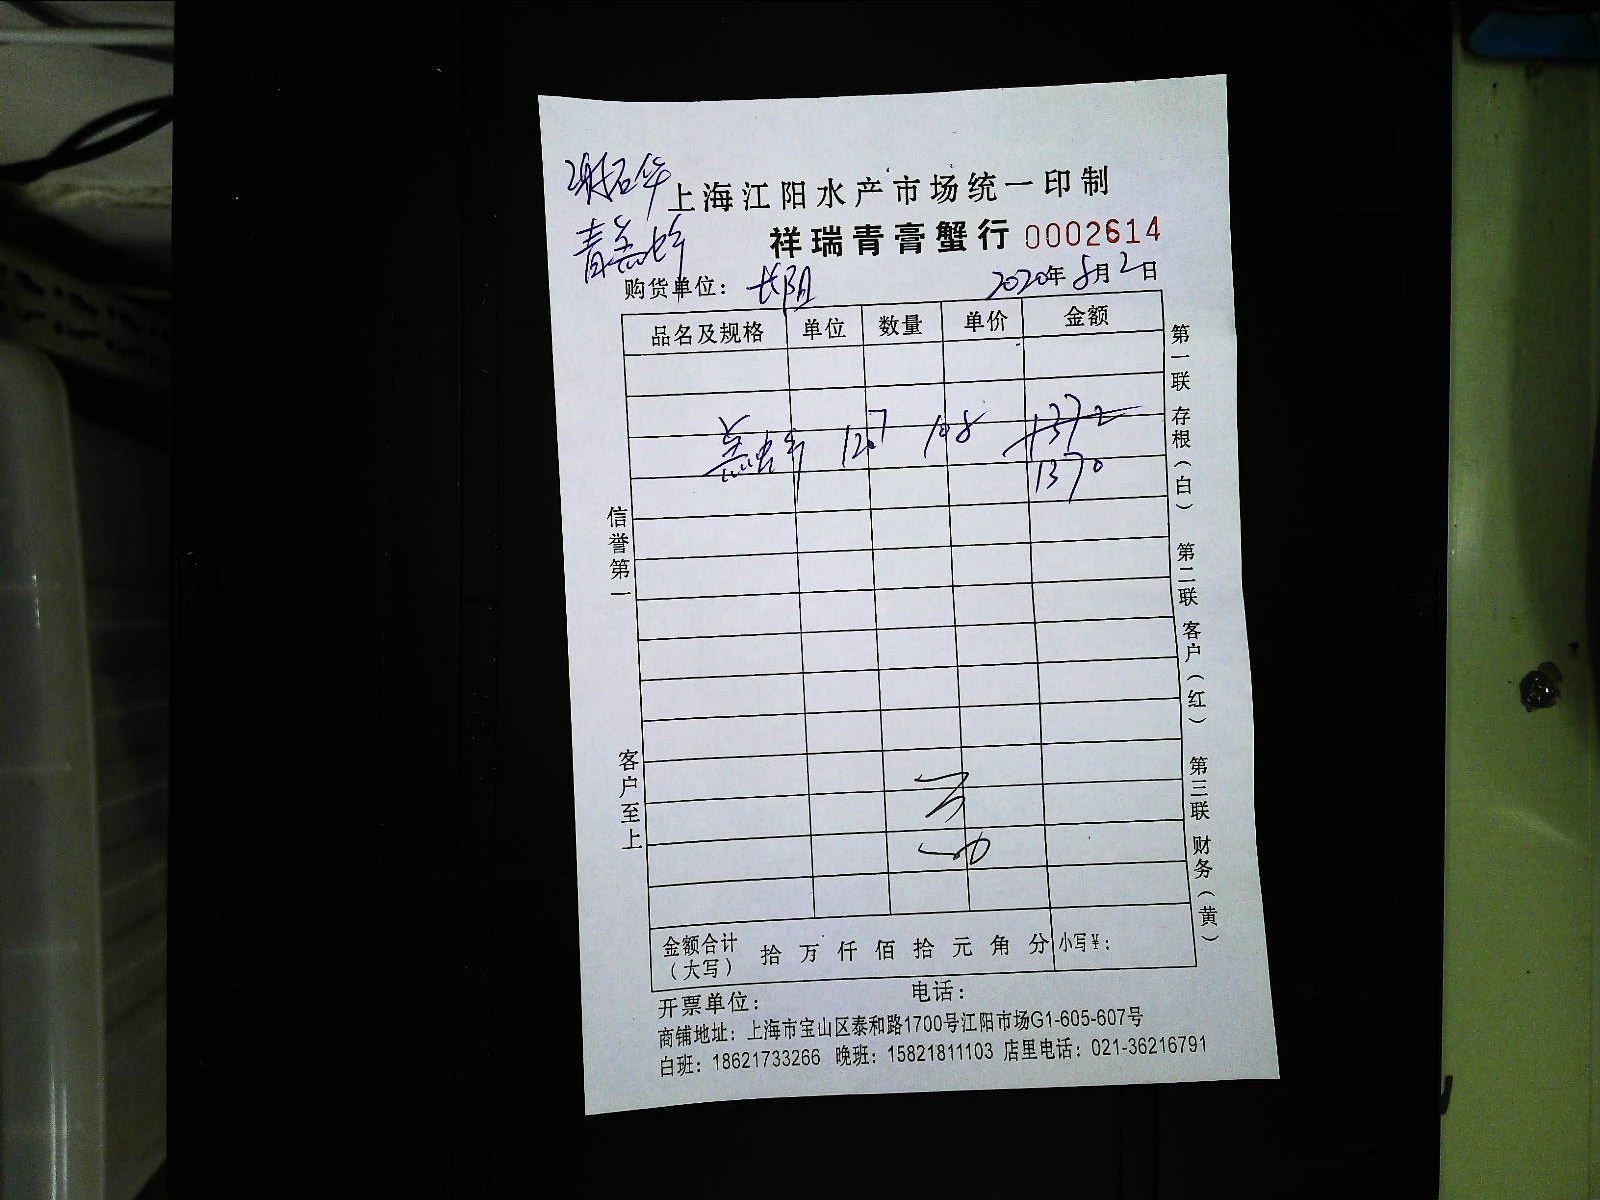 上海江阳水产市场统一印制
祥瑞青膏蟹行 0002614
购货单位： 长阳 2020年8月2日
品名及规格 单位 数量 单价 金额
12.7 108 1372
1370
信誉第一
客户至上
第一联 存根（白） 第二联 客户（红） 第三联 财务（黄）
金额合计（大写） 拾 万 仟 佰 拾 元 角 分 小写￥：
开票单位： 电话：
商铺地址：上海市宝山区泰和路1700号江阳市场G1-605-607号
白班：18621733266 晚班：15821811103 店里电话：021-36216791